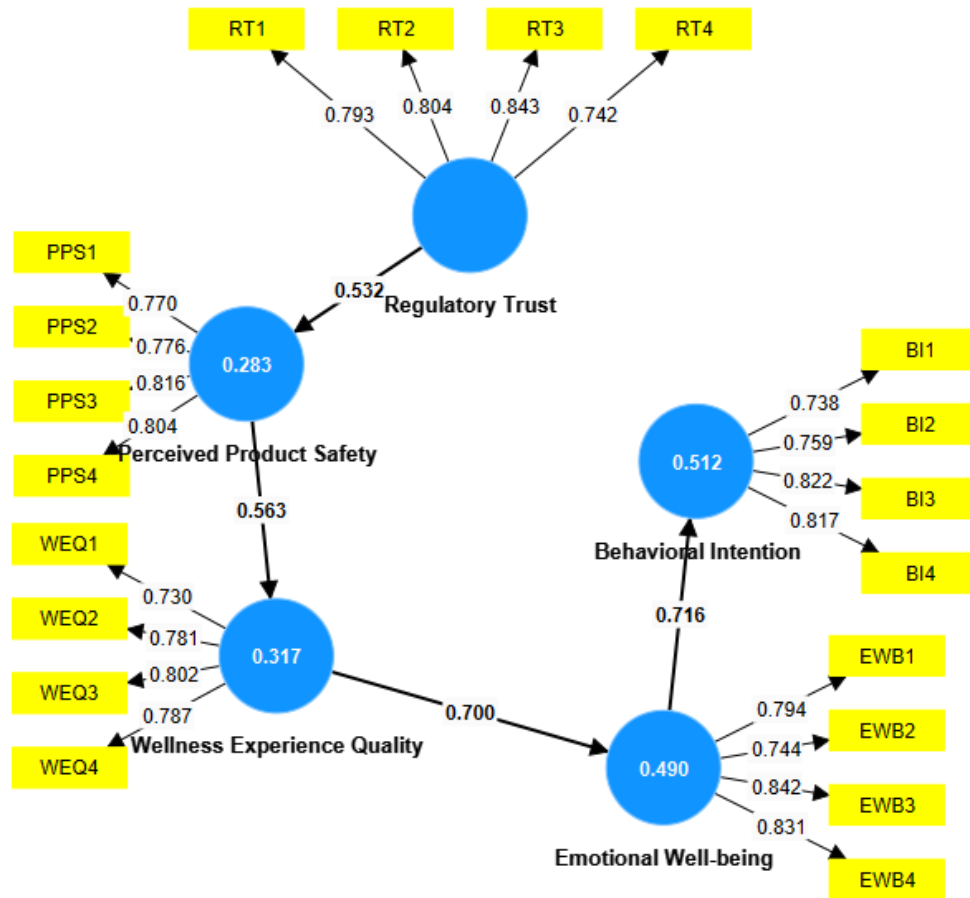 RT1
RT2
RT3
RT4
0.793
0.804
0.843
0.742
Regulatory Trust
0.532
PPS1
PPS2
PPS3
PPS4
0.770
0.776
0.816
0.804
0.283
Perceived Product Safety
0.563
WEQ1
WEQ2
WEQ3
WEQ4
0.730
0.781
0.802
0.787
0.317
Wellness Experience Quality
0.700
BI1
BI2
BI3
BI4
0.738
0.759
0.822
0.817
0.512
Behavioral Intention
0.716
EWB1
EWB2
EWB3
EWB4
0.794
0.744
0.842
0.831
0.490
Emotional Well-being